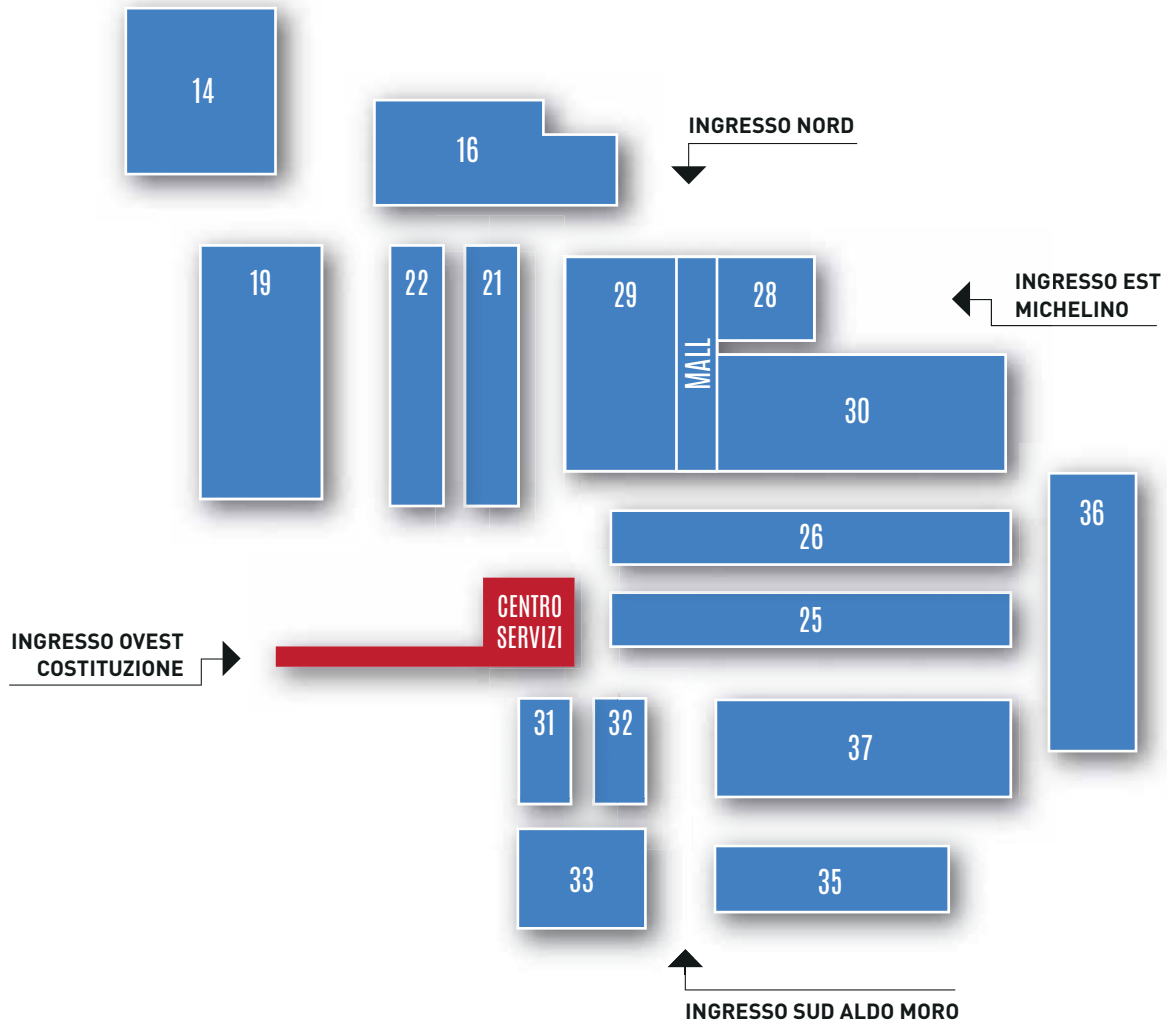 14
16
INGRESSO NORD
19
22
21
29
MALL
28
INGRESSO EST
MICHELINO
30
36
26
25
CENTRO
SERVIZI
INGRESSO OVEST
COSTITUZIONE
31
32
37
33
35
INGRESSO SUD ALDO MORO